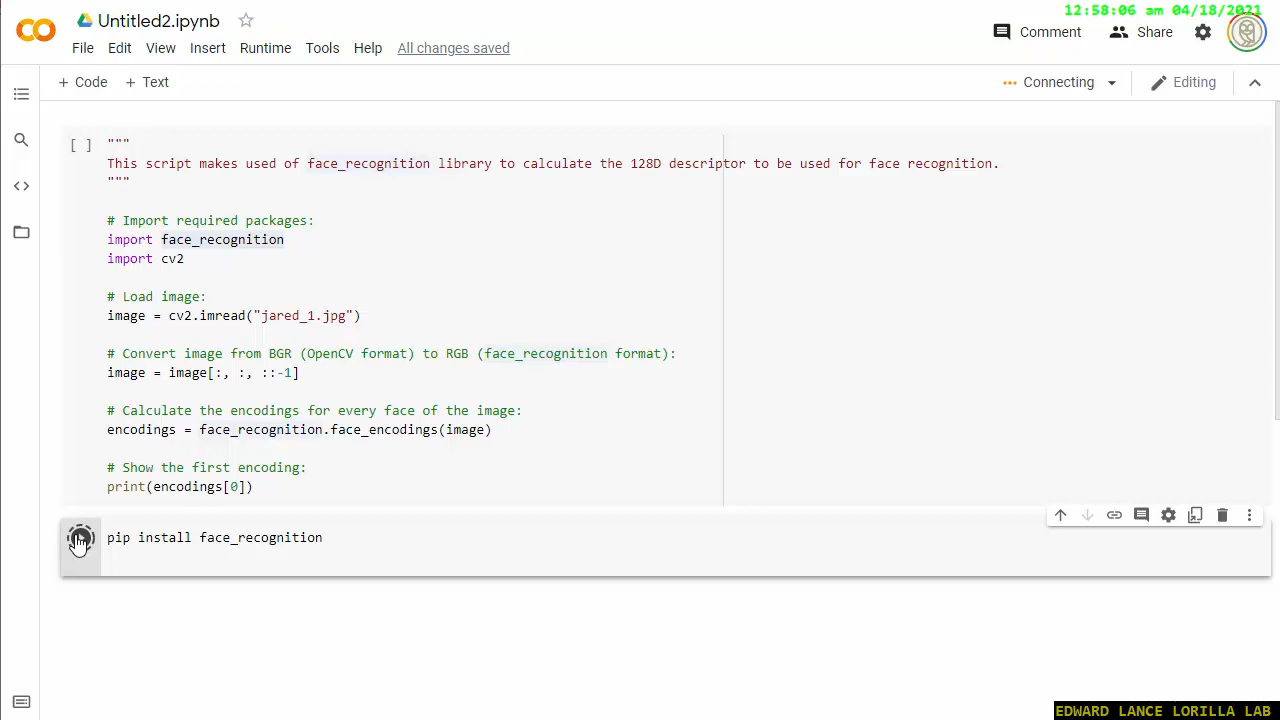 12:58:06 am 04/18/2021
Untitled2.ipynb
File Edit View Insert Runtime Tools Help All changes saved
Comment Share
+ Code + Text
Connecting Editing
[ ] """
This script makes used of face_recognition library to calculate the 128D descriptor to be used for face recognition.
"""
# Import required packages:
import face_recognition
import cv2
# Load image:
image = cv2.imread("jared_1.jpg")
# Convert image from BGR (OpenCV format) to RGB (face_recognition format):
image = image[:, :, ::-1]
# Calculate the encodings for every face of the image:
encodings = face_recognition.face_encodings(image)
# Show the first encoding:
print(encodings[0])
pip install face_recognition
EDWARD LANCE LORILLA LAB